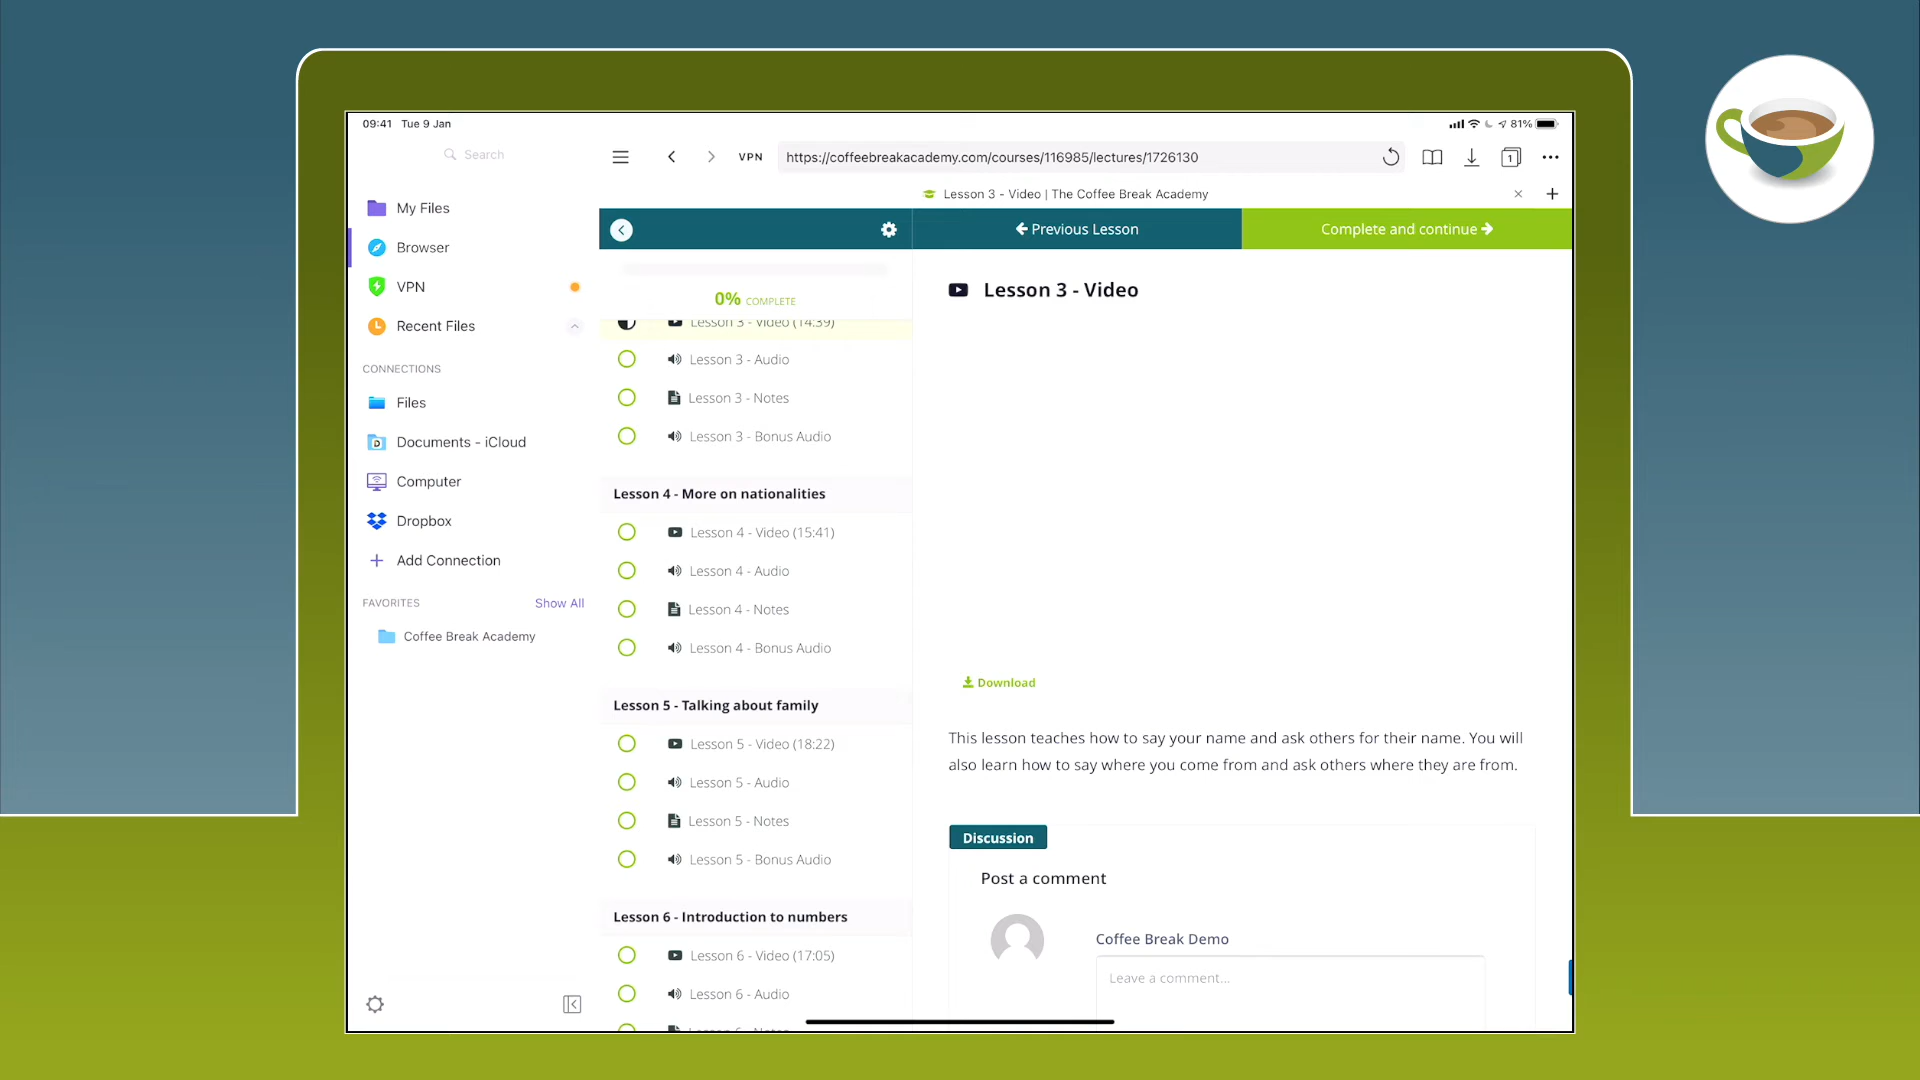 09:41 Tue 9 Jan
81%
Search
My Files
Browser
VPN
Recent Files
CONNECTIONS
Files
Documents - iCloud
Computer
Dropbox
Add Connection
FAVORITES Show All
Coffee Break Academy
VPN
https://coffeebreakacademy.com/courses/116985/lectures/1726130
1
Lesson 3 - Video | The Coffee Break Academy
Previous Lesson
Complete and continue
0% COMPLETE
Lesson 3 - Video (14:39)
Lesson 3 - Audio
Lesson 3 - Notes
Lesson 3 - Bonus Audio
Lesson 4 - More on nationalities
Lesson 4 - Video (15:41)
Lesson 4 - Audio
Lesson 4 - Notes
Lesson 4 - Bonus Audio
Lesson 5 - Talking about family
Lesson 5 - Video (18:22)
Lesson 5 - Audio
Lesson 5 - Notes
Lesson 5 - Bonus Audio
Lesson 6 - Introduction to numbers
Lesson 6 - Video (17:05)
Lesson 6 - Audio
Lesson 6 - Notes
Lesson 3 - Video
Download
This lesson teaches how to say your name and ask others for their name. You will
also learn how to say where you come from and ask others where they are from.
Discussion
Post a comment
Coffee Break Demo
Leave a comment...